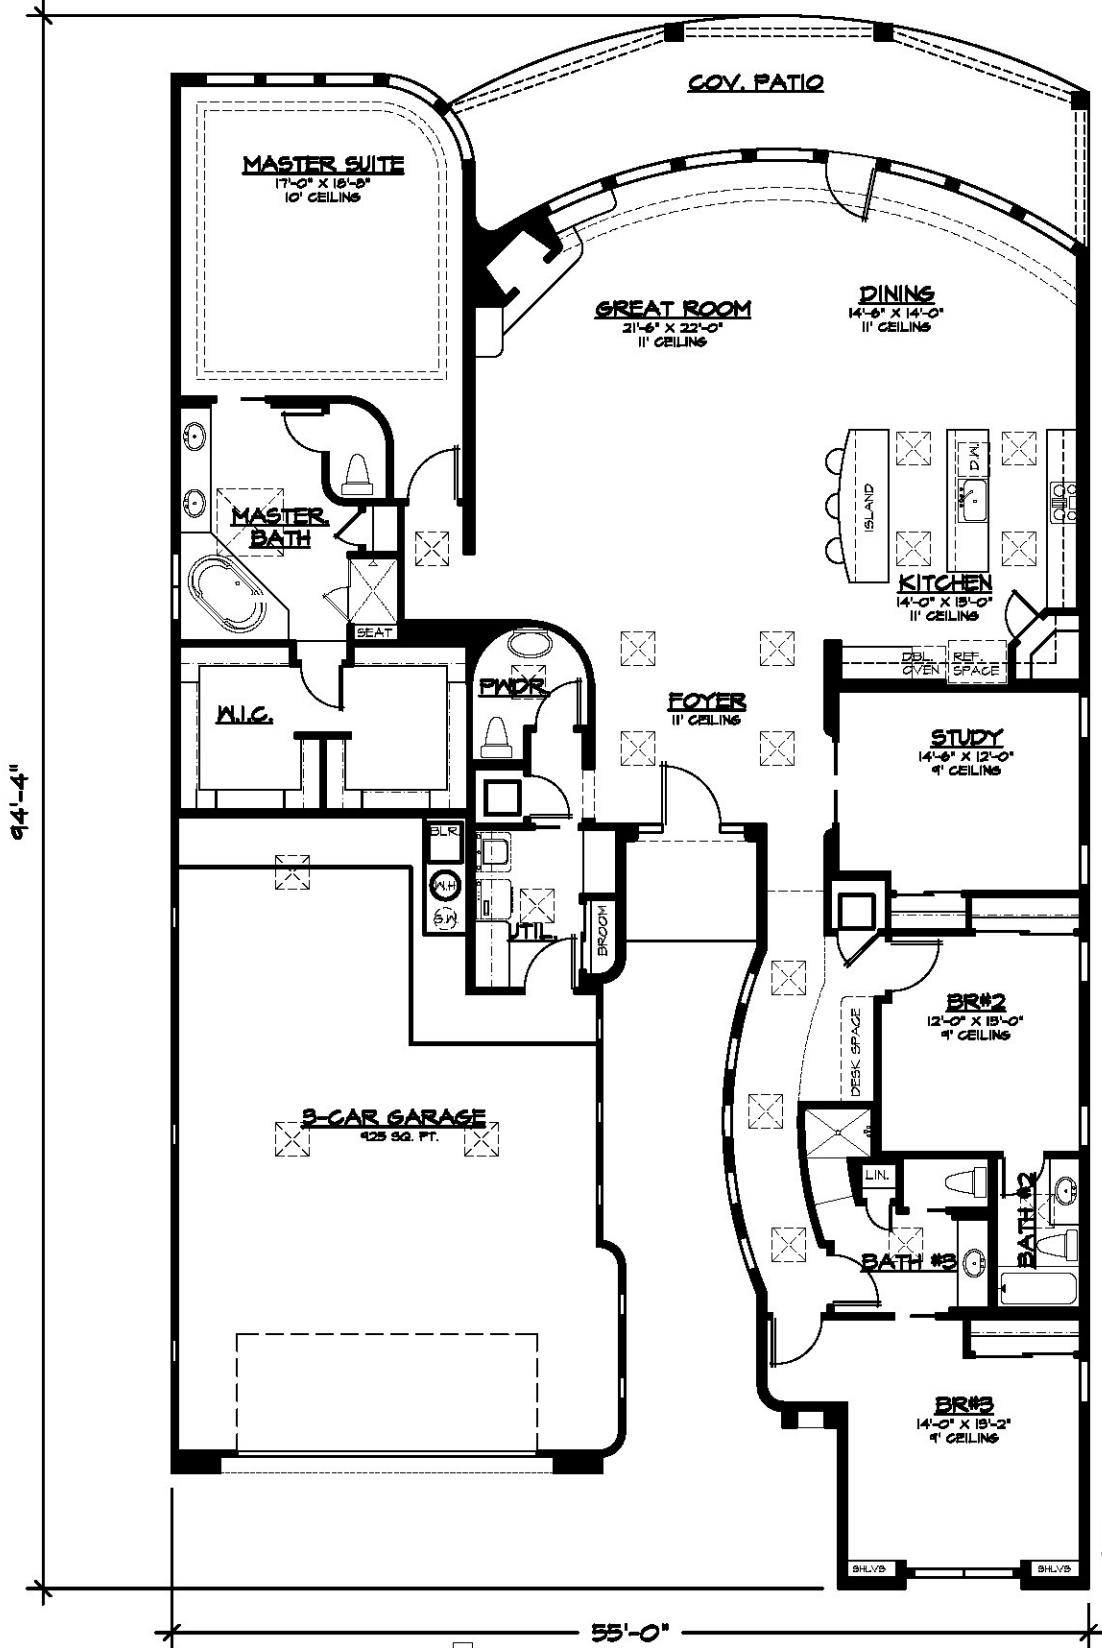 COV. PATIO
MASTER SUITE
17'-0" X 18'-8"
10' CEILING
GREAT ROOM
21'-6" X 22'-0"
11' CEILING
DINING
14'-6" X 14'-0"
11' CEILING
D.W.
ISLAND
MASTER
BATH
KITCHEN
14'-0" X 15'-0"
11' CEILING
SEAT
DBL.
OVEN
REF.
SPACE
PWDR.
W.I.C.
FOYER
11' CEILING
STUDY
14'-6" X 12'-0"
9' CEILING
94'-4"
BLR.
W.H.
S.W.
UTIL.
BROOM
BR#2
12'-0" X 13'-0"
9' CEILING
DESK SPACE
3-CAR GARAGE
925 SQ. FT.
LIN.
BATH #2
BATH #3
BR#3
14'-0" X 13'-2"
9' CEILING
SHLVS
SHLVS
55'-0"